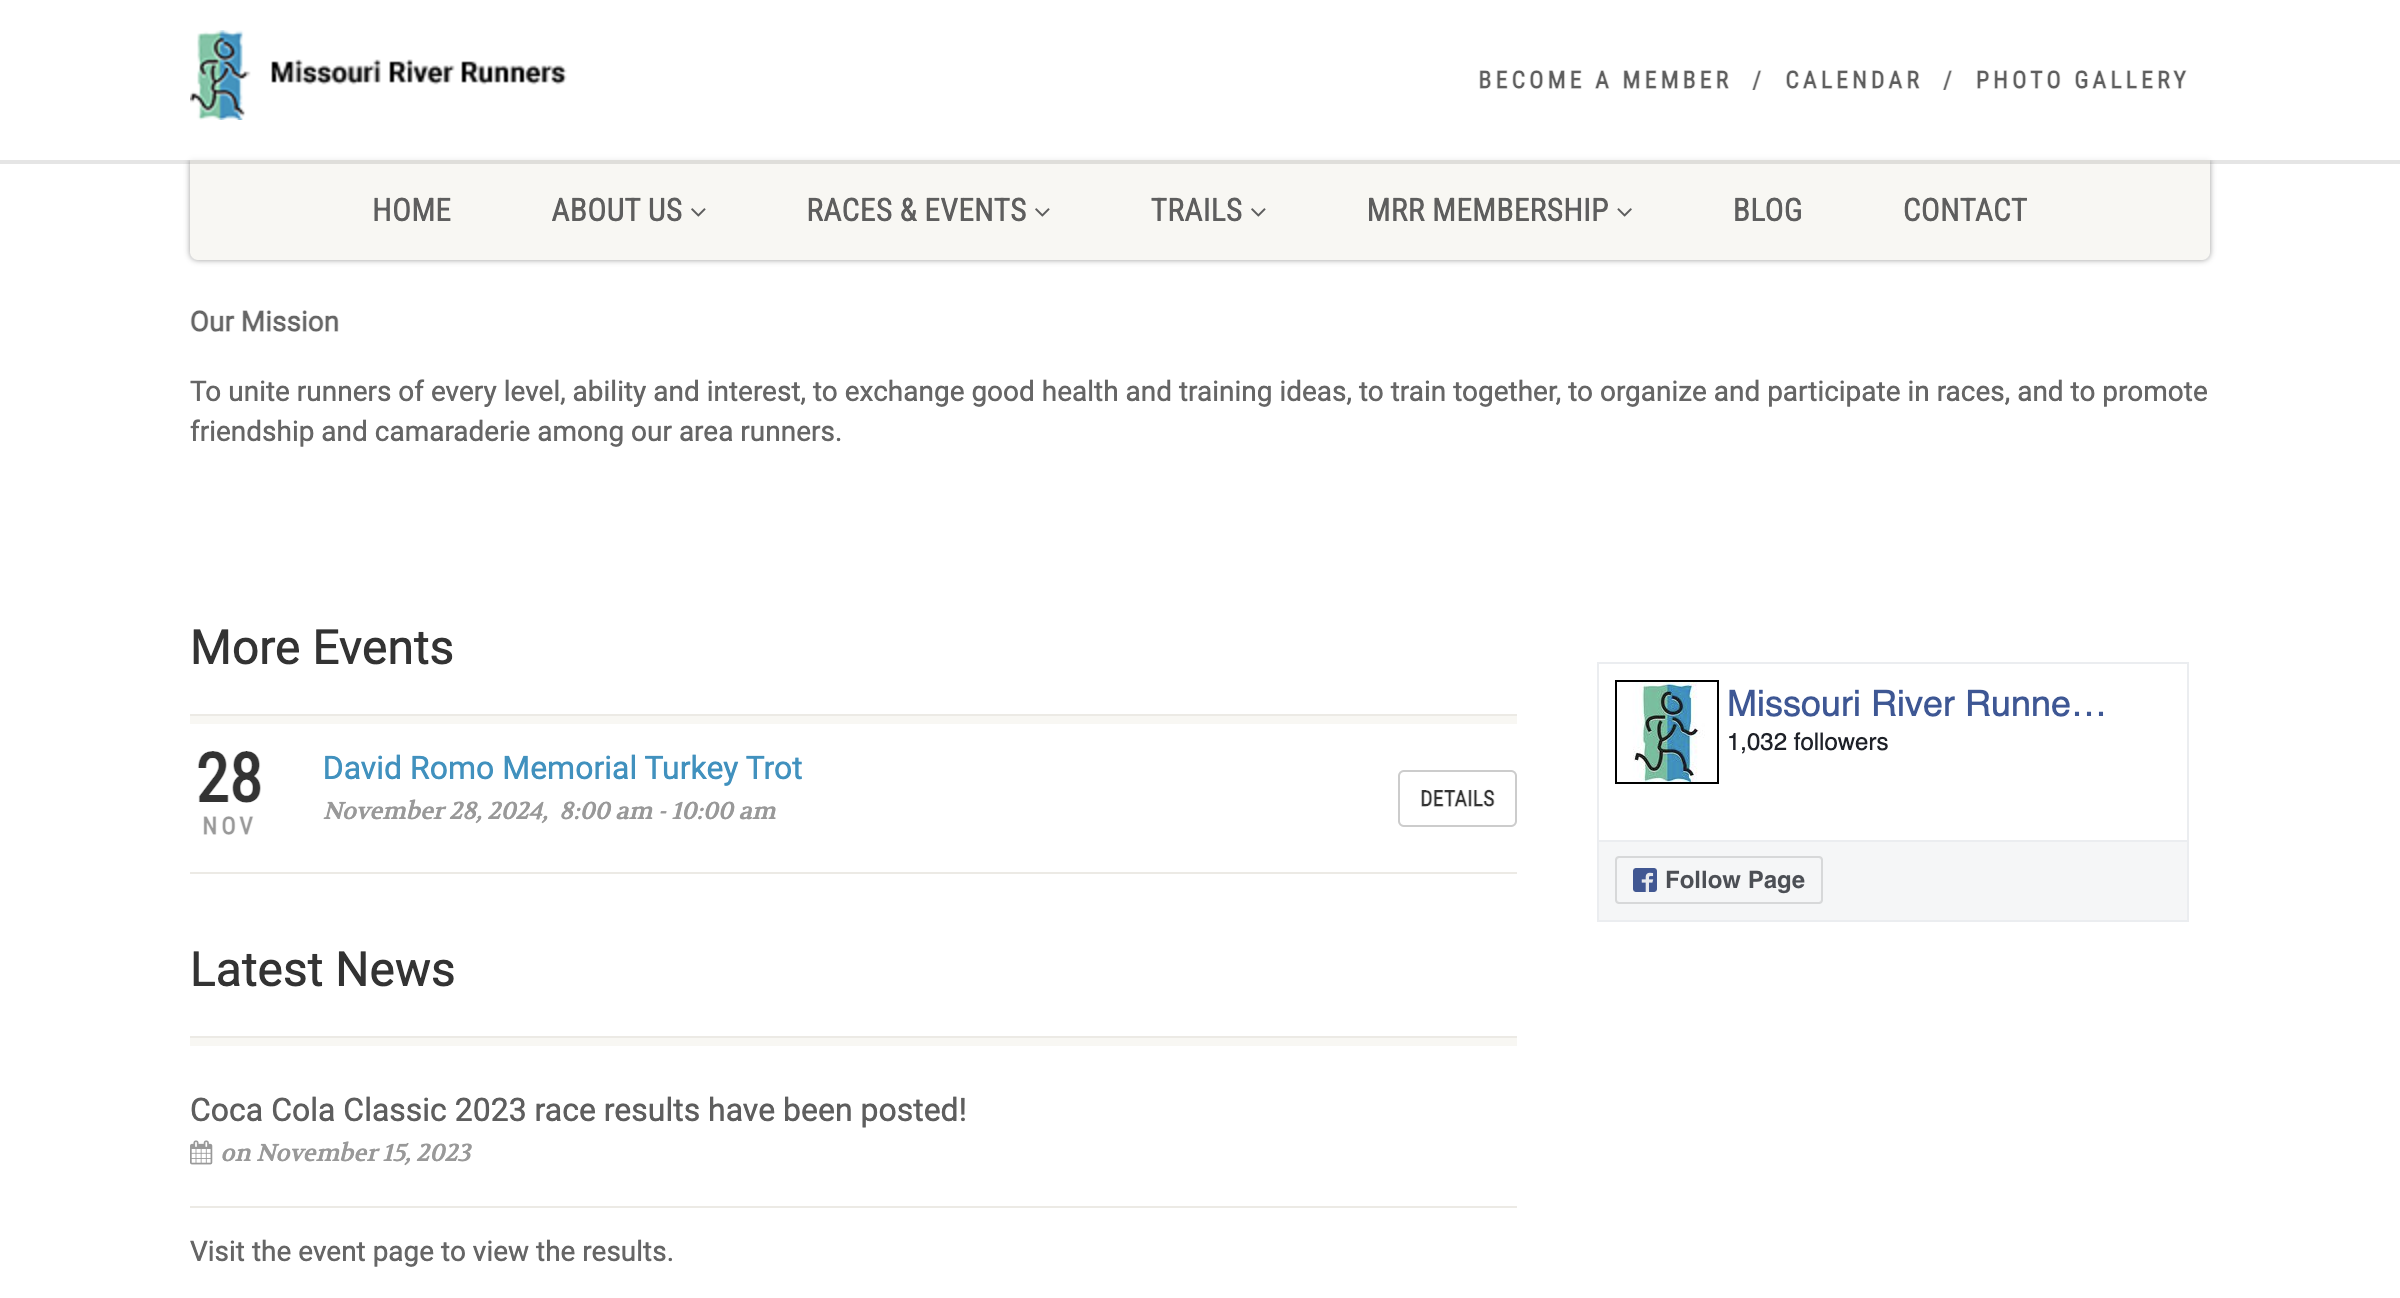 Missouri River Runners
BECOME A MEMBER / CALENDAR / PHOTO GALLERY
HOME ABOUT US RACES & EVENTS TRAILS MRR MEMBERSHIP BLOG CONTACT
Our Mission
To unite runners of every level, ability and interest, to exchange good health and training ideas, to train together, to organize and participate in races, and to promote
friendship and camaraderie among our area runners.
More Events
28
NOV
David Romo Memorial Turkey Trot
November 28, 2024, 8:00 am - 10:00 am
DETAILS
Missouri River Runne...
1,032 followers
Follow Page
Latest News
Coca Cola Classic 2023 race results have been posted!
on November 15, 2023
Visit the event page to view the results.